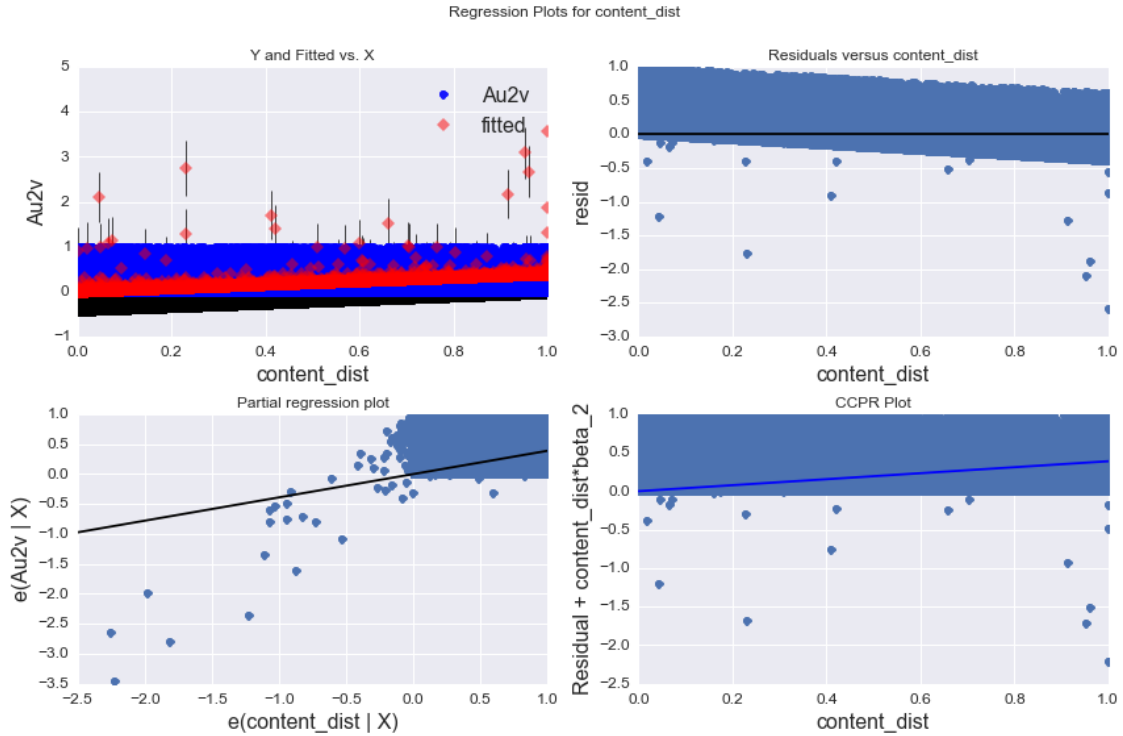 Regression Plots for content_dist
Y and Fitted vs. X
5
4
3
2
1
0
−1
Au2v
Au2v
fitted
0.0 0.2 0.4 0.6 0.8 1.0
content_dist
Residuals versus content_dist
1.0
0.5
0.0
−0.5
−1.0
−1.5
−2.0
−2.5
−3.0
resid
0.0 0.2 0.4 0.6 0.8 1.0
content_dist
Partial regression plot
1.0
0.5
0.0
−0.5
−1.0
−1.5
−2.0
−2.5
−3.0
−3.5
e(Au2v | X)
−2.5 −2.0 −1.5 −1.0 −0.5 0.0 0.5 1.0
e(content_dist | X)
CCPR Plot
1.0
0.5
0.0
−0.5
−1.0
−1.5
−2.0
−2.5
Residual + content_dist*beta_2
0.0 0.2 0.4 0.6 0.8 1.0
content_dist